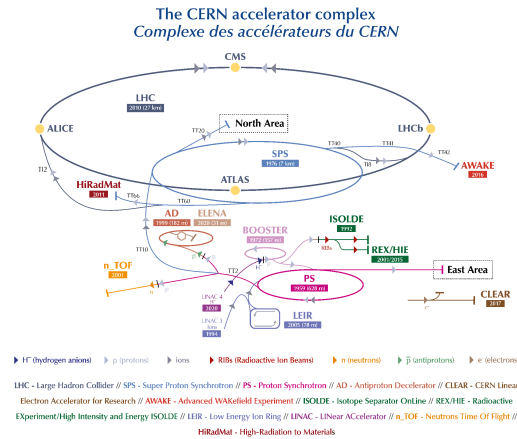 The CERN accelerator complex
Complexe des accélérateurs du CERN
CMS
LHC
2010 (27 km)
North Area
TT20
ALICE
LHCb
TT40
TT41
TT42
SPS
1976 (7 km)
TI8
TI2
AWAKE
2016
ATLAS
HiRadMat
2011
TT66
TT60
AD
1999 (182 m)
ELENA
2020 (31 m)
ISOLDE
1992
BOOSTER
1972 (157 m)
RIBs
REX/HIE
2001/2015
TT10
p
n_TOF
2001
TT2
H⁻
p
East Area
PS
1959 (628 m)
n
LINAC 4
H⁻
2020
CLEAR
2017
e⁻
LINAC 3
Ions
1994
LEIR
2005 (78 m)
H⁻ (hydrogen anions)
p (protons)
ions
RIBs (Radioactive Ion Beams)
n (neutrons)
p̅ (antiprotons)
e (electrons
LHC - Large Hadron Collider // SPS - Super Proton Synchrotron // PS - Proton Synchrotron // AD - Antiproton Decelerator // CLEAR - CERN Linear
Electron Accelerator for Research // AWAKE - Advanced WAKefield Experiment // ISOLDE - Isotope Separator OnLine // REX/HIE - Radioactive
EXperiment/High Intensity and Energy ISOLDE // LEIR - Low Energy Ion Ring // LINAC - LINear ACcelerator // n_TOF - Neutrons Time Of Flight //
HiRadMat - High-Radiation to Materials